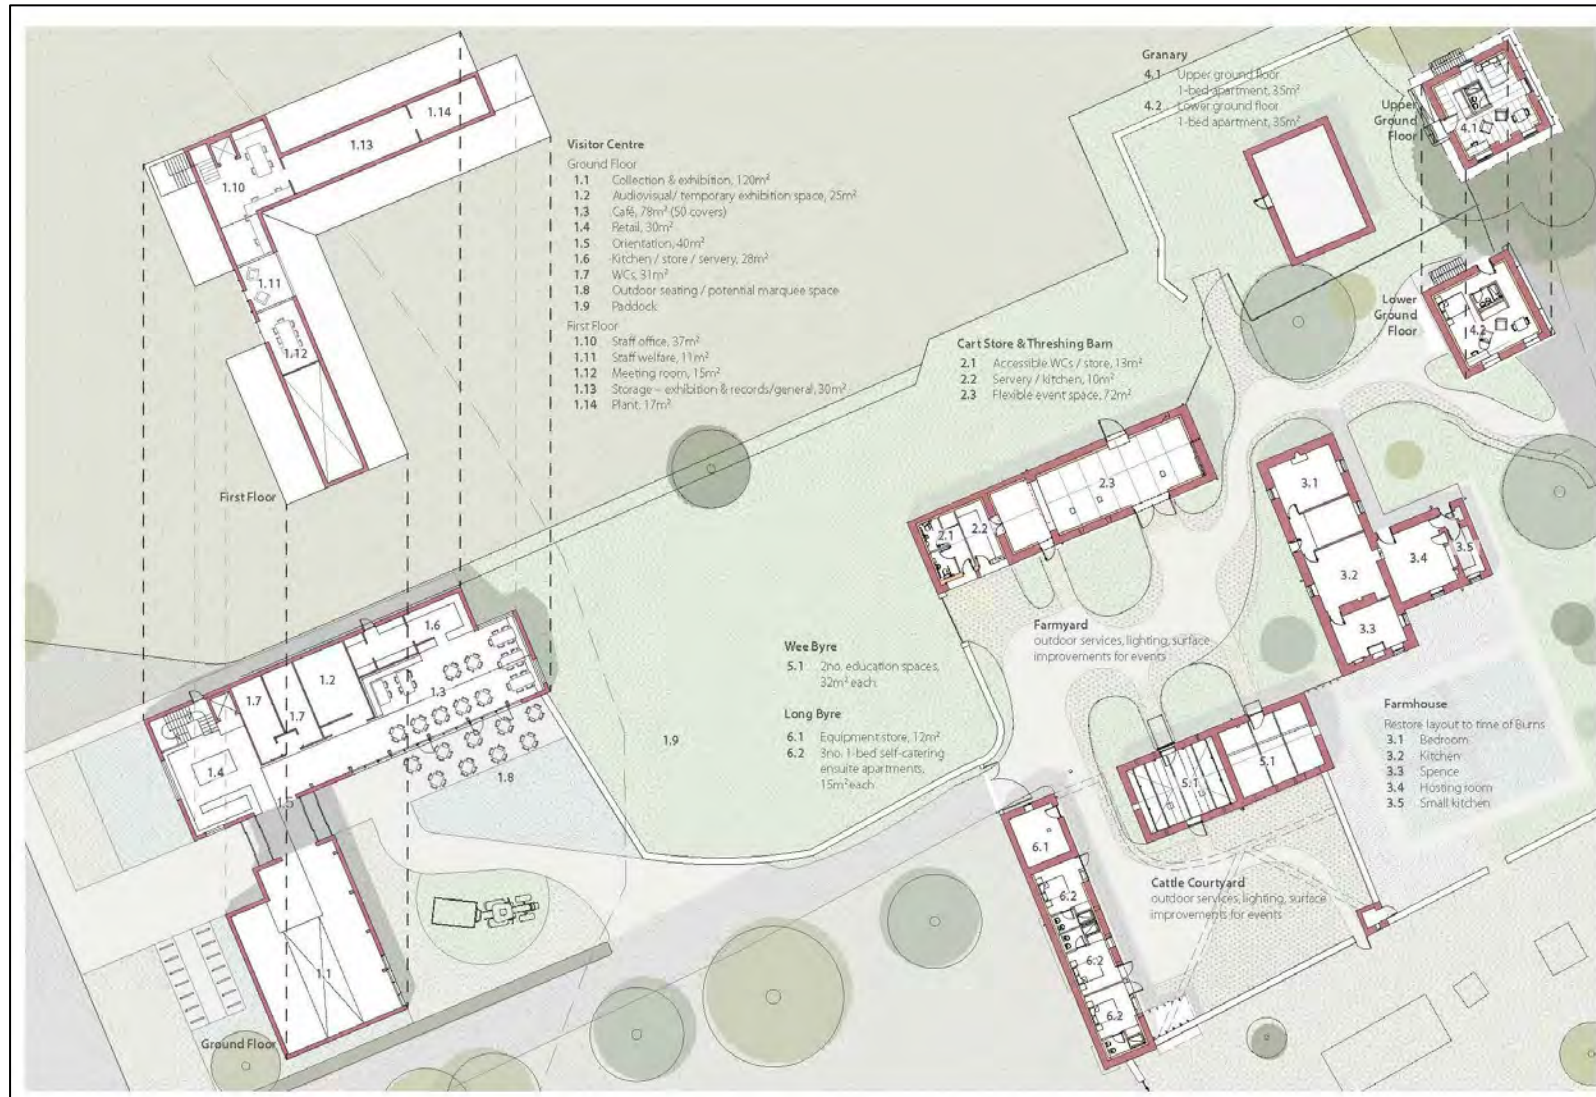 Granary
4.1 Upper ground floor
1-bed apartment, 35m²
4.2 Lower ground floor
1-bed apartment, 35m²
Upper
Ground
Floor
4.1
Lower
Ground
Floor
4.2
1.14
1.13
1.10
1.11
1.12
First Floor
Visitor Centre
Ground Floor
1.1 Collection & exhibition, 120m²
1.2 Audiovisual/ temporary exhibition space, 25m²
1.3 Café, 78m² (50 covers)
1.4 Retail, 30m²
1.5 Orientation, 40m²
1.6 Kitchen / store / servery, 28m²
1.7 WCs, 31m²
1.8 Outdoor seating / potential marquee space
1.9 Paddock
First Floor
1.10 Staff office, 37m²
1.11 Staff welfare, 11m²
1.12 Meeting room, 15m²
1.13 Storage – exhibition & records/general, 30m²
1.14 Plant, 17m²
Cart Store & Threshing Barn
2.1 Accessible WCs / store, 13m²
2.2 Servery / kitchen, 10m²
2.3 Flexible event space, 72m²
2.3
2.1
2.2
3.1
3.2
3.3
3.4
3.5
Farmyard
outdoor services, lighting, surface
improvements for events
Wee Byre
5.1 2no. education spaces,
32m² each
Long Byre
6.1 Equipment store, 12m²
6.2 3no. 1-bed self-catering
ensuite apartments,
15m² each
Farmhouse
Restore layout to time of Burns
3.1 Bedroom
3.2 Kitchen
3.3 Spence
3.4 Hosting room
3.5 Small kitchen
1.6
1.3
1.2
1.7
1.7
1.4
1.5
1.8
1.9
1.1
Ground Floor
5.1
5.1
6.1
6.2
6.2
6.2
Cattle Courtyard
outdoor services, lighting, surface
improvements for events